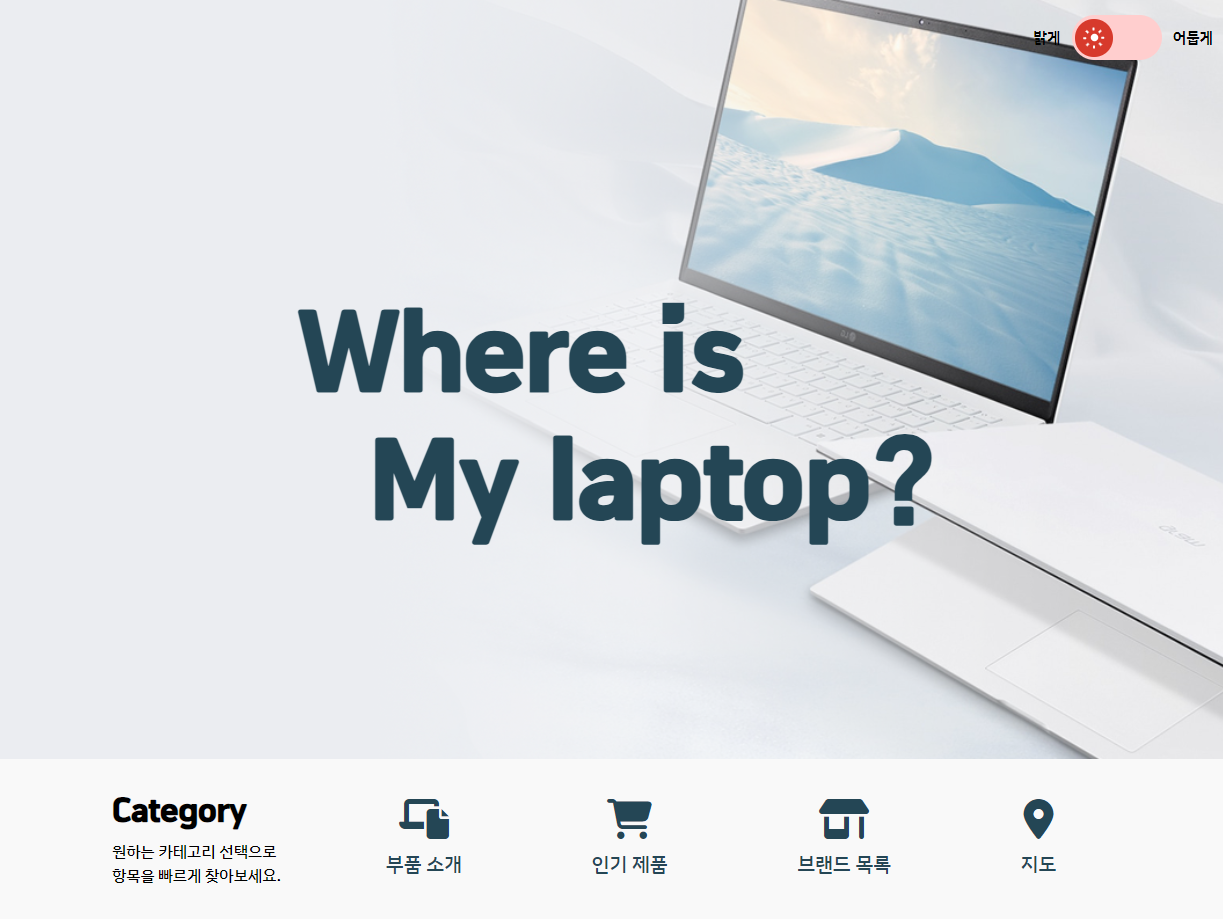 밝게 어둡게
Where is
My laptop?
Category
원하는 카테고리 선택으로
항목을 빠르게 찾아보세요.
부품 소개
인기 제품
브랜드 목록
지도